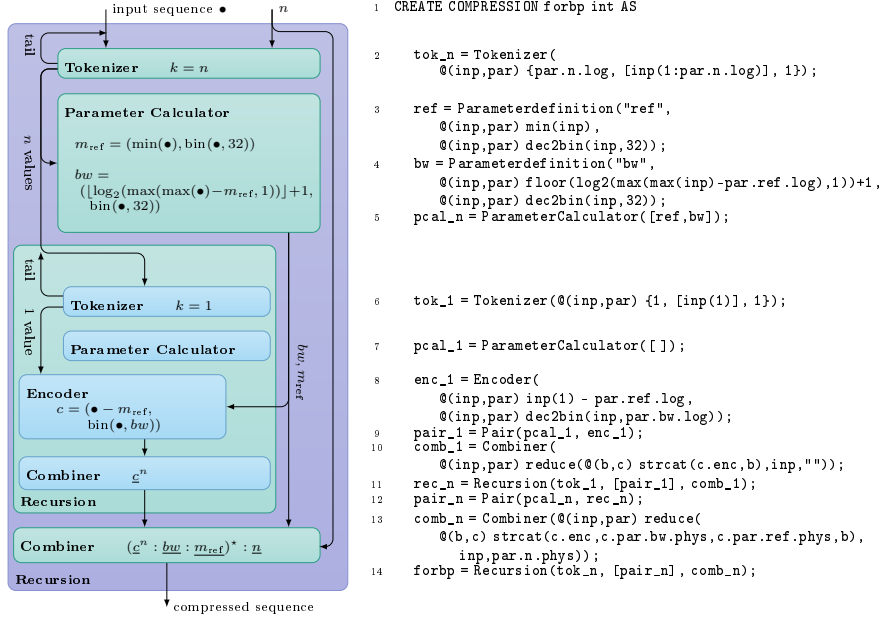 input sequence •
n
tail
Tokenizer k = n
Parameter Calculator
m_ref = (min(•), bin(•, 32))
bw =
(⌊log₂(max(max(•)−m_ref, 1))⌋+1,
bin(•, 32))
n values
tail
Tokenizer k = 1
1 value
Parameter Calculator
bw, m_ref
Encoder
c = (• − m_ref,
bin(•, bw))
Combiner c^n
Recursion
Combiner (c^n : bw : m_ref)* : n
Recursion
compressed sequence
1 CREATE COMPRESSION forbp int AS
2 tok_n = Tokenizer(
@(inp,par) {par.n.log, [inp(1:par.n.log)], 1});
3 ref = Parameterdefinition("ref",
@(inp,par) min(inp),
@(inp,par) dec2bin(inp,32));
4 bw = Parameterdefinition("bw",
@(inp,par) floor(log2(max(max(inp)-par.ref.log),1))+1,
@(inp,par) dec2bin(inp,32));
5 pcal_n = ParameterCalculator([ref,bw]);
6 tok_1 = Tokenizer(@(inp,par) {1, [inp(1)], 1});
7 pcal_1 = ParameterCalculator([]);
8 enc_1 = Encoder(
@(inp,par) inp(1) - par.ref.log,
@(inp,par) dec2bin(inp,par.bw.log));
9 pair_1 = Pair(pcal_1, enc_1);
10 comb_1 = Combiner(
@(inp,par) reduce(@(b,c) strcat(c.enc,b),inp,""));
11 rec_n = Recursion(tok_1, [pair_1], comb_1);
12 pair_n = Pair(pcal_n, rec_n);
13 comb_n = Combiner(@(inp,par) reduce(
@(b,c) strcat(c.enc,c.par.bw.phys,c.par.ref.phys,b),
inp,par.n.phys));
14 forbp = Recursion(tok_n, [pair_n], comb_n);